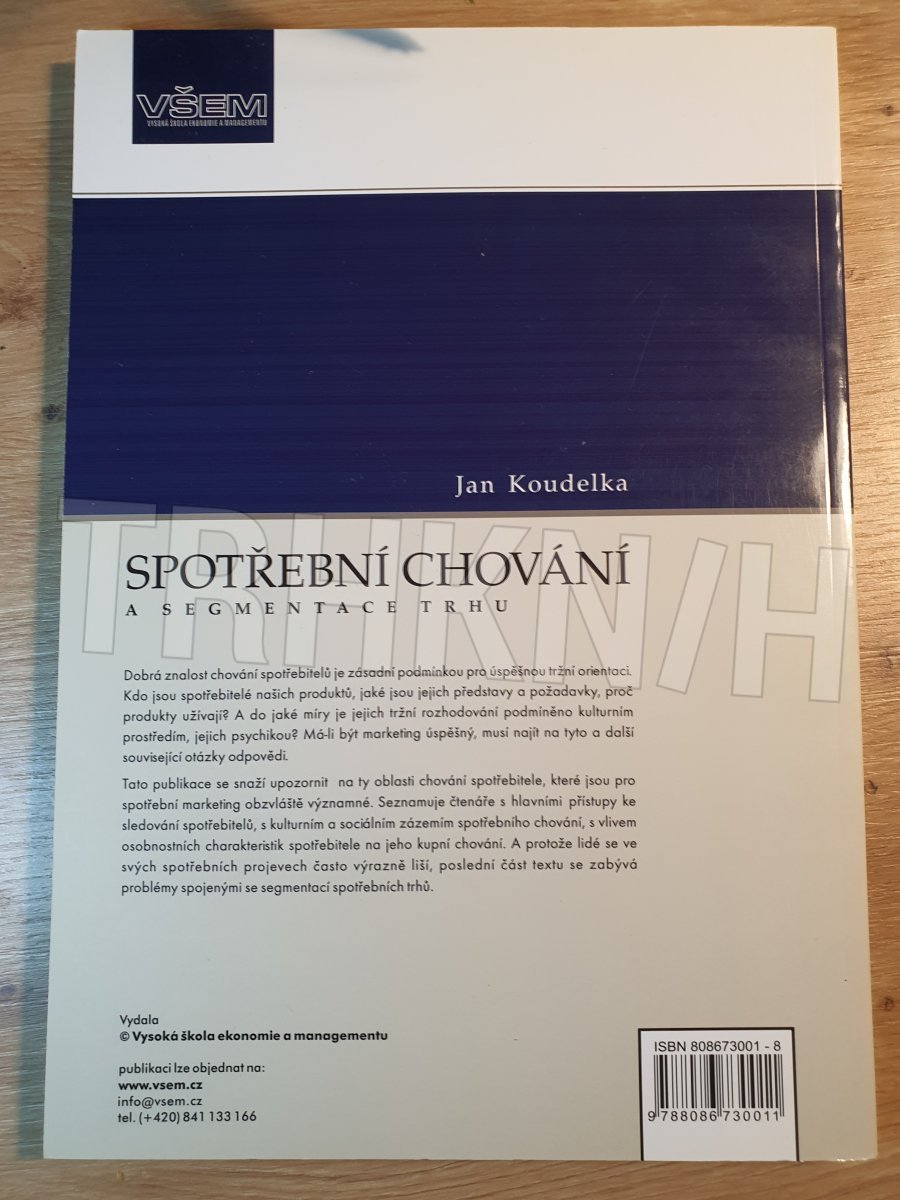 VŠEM
VYSOKÁ ŠKOLA EKONOMIE A MANAGEMENTU
Jan Koudelka
SPOTŘEBNÍ CHOVÁNÍ
A SEGMENTACE TRHU
TRHKNIH
Dobrá znalost chování spotřebitelů je zásadní podmínkou pro úspěšnou tržní orientaci.
Kdo jsou spotřebitelé našich produktů, jaké jsou jejich představy a požadavky, proč
produkty užívají? A do jaké míry je jejich tržní rozhodování podmíněno kulturním
prostředím, jejich psychikou? Má-li být marketing úspěšný, musí najít na tyto a další
související otázky odpovědi.
Tato publikace se snaží upozornit na ty oblasti chování spotřebitele, které jsou pro
spotřební marketing obzvláště významné. Seznamuje čtenáře s hlavními přístupy ke
sledování spotřebitelů, s kulturním a sociálním zázemím spotřebního chování, s vlivem
osobnostních charakteristik spotřebitele na jeho kupní chování. A protože lidé se ve
svých spotřebních projevech často výrazně liší, poslední část textu se zabývá
problémy spojenými se segmentací spotřebních trhů.
Vydala
© Vysoká škola ekonomie a managementu
publikaci lze objednat na:
www.vsem.cz
info@vsem.cz
tel. (+420) 841 133 166
ISBN 808673001 - 8
9 788086 730011